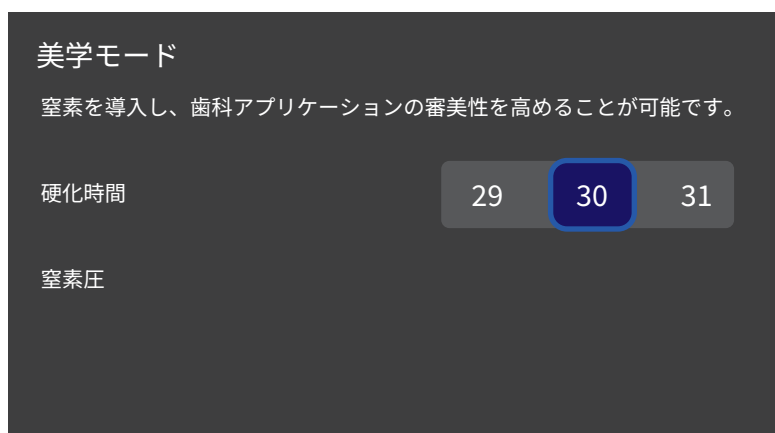 美学モード
窒素を導入し、歯科アプリケーションの審美性を高めることが可能です。
硬化時間 29 30 31
窒素圧